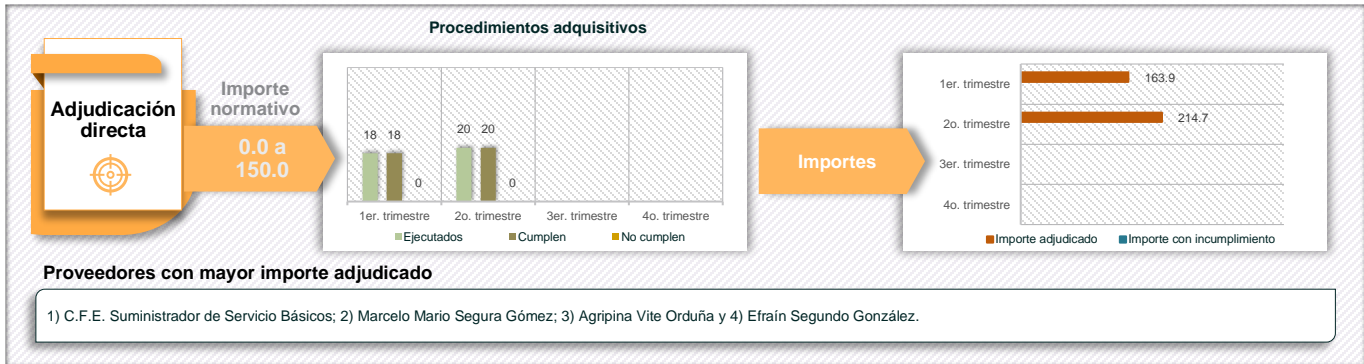 Procedimientos adquisitivos
Adjudicación
directa
Importe
normativo
0.0 a
150.0
18 18
0
20 20
0
1er. trimestre 2o. trimestre 3er. trimestre 4o. trimestre
Ejecutados Cumplen No cumplen
Importes
1er. trimestre 163.9
2o. trimestre 214.7
3er. trimestre
4o. trimestre
Importe adjudicado Importe con incumplimiento
Proveedores con mayor importe adjudicado
1) C.F.E. Suministrador de Servicio Básicos; 2) Marcelo Mario Segura Gómez; 3) Agripina Vite Orduña y 4) Efraín Segundo González.